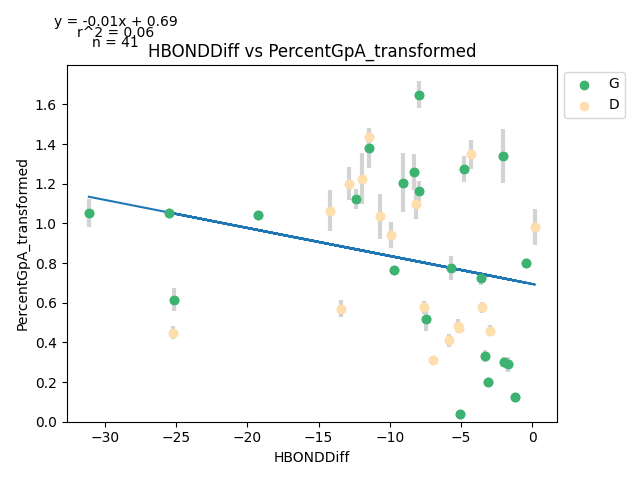 y = -0.01x + 0.69
r^2 = 0.06
n = 41
HBONDDiff vs PercentGpA_transformed
G
D
PercentGpA_transformed
1.6
1.4
1.2
1.0
0.8
0.6
0.4
0.2
0.0
−30
−25
−20
−15
−10
−5
0
HBONDDiff